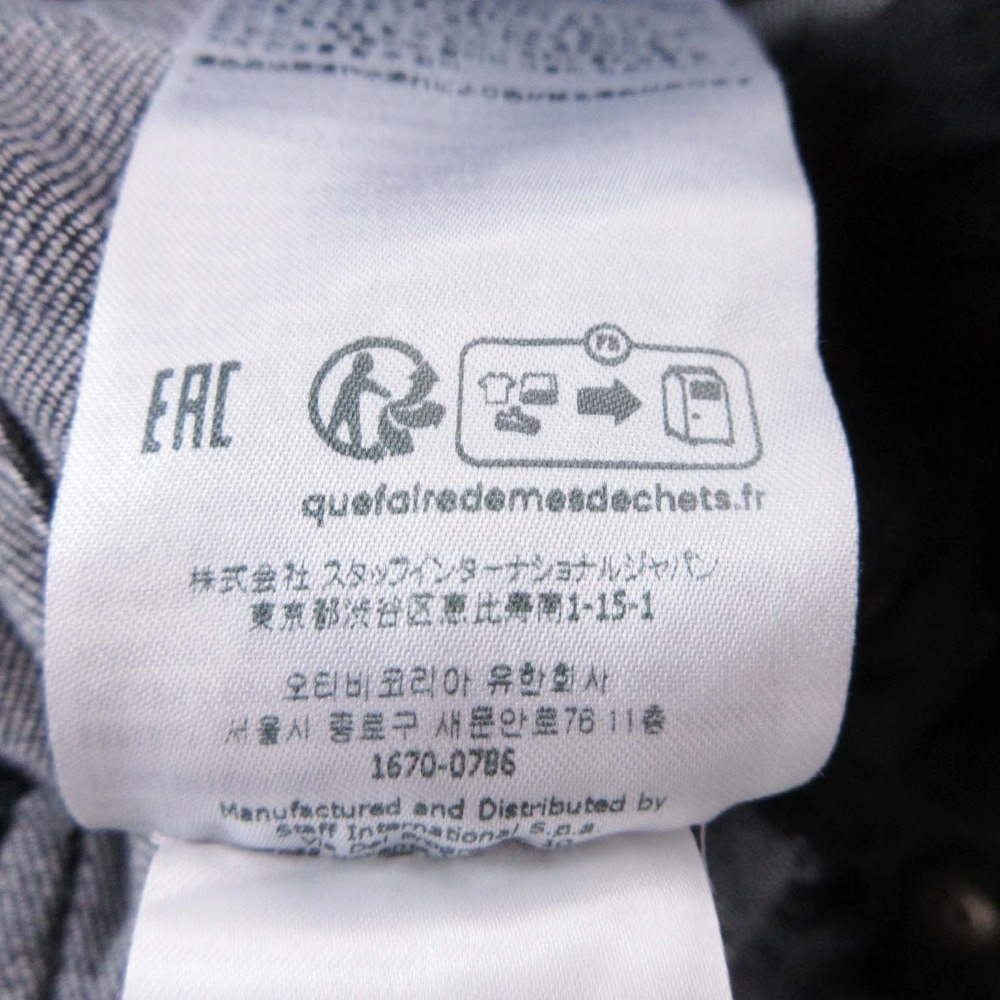 EAC
FR
quefairedemesdechets.fr
株式会社 スタッフインターナショナルジャパン
東京都渋谷区恵比寿南1-15-1
오티비코리아 유한회사
서울시 종로구 새문안로76 11층
1670-0786
Manufactured and Distributed by
Staff International S.p.a
Via Del